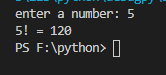 enter a number: 5
5! = 120
PS F:\python>